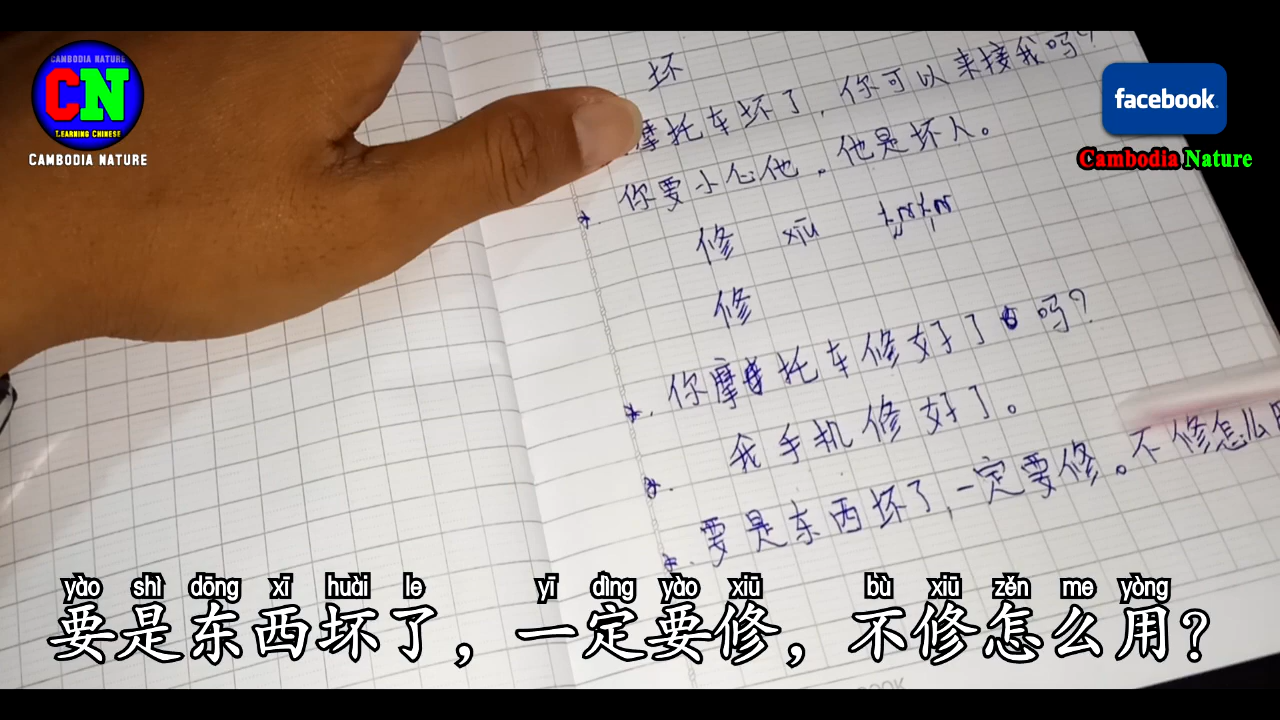 CAMBODIA NATURE
CN
LEARNING CHINESE
CAMBODIA NATURE
facebook
Cambodia Nature
坏
摩托车坏了,你可以来接我吗?
你要小心他。他是坏人。
修 xiū
修
你摩托车修好了吗?
我手机修好了。
要是东西坏了,一定要修。不修怎么用
yào shì dōng xī huài le yī dìng yào xiū bù xiū zěn me yòng
要是东西坏了，一定要修，不修怎么用?